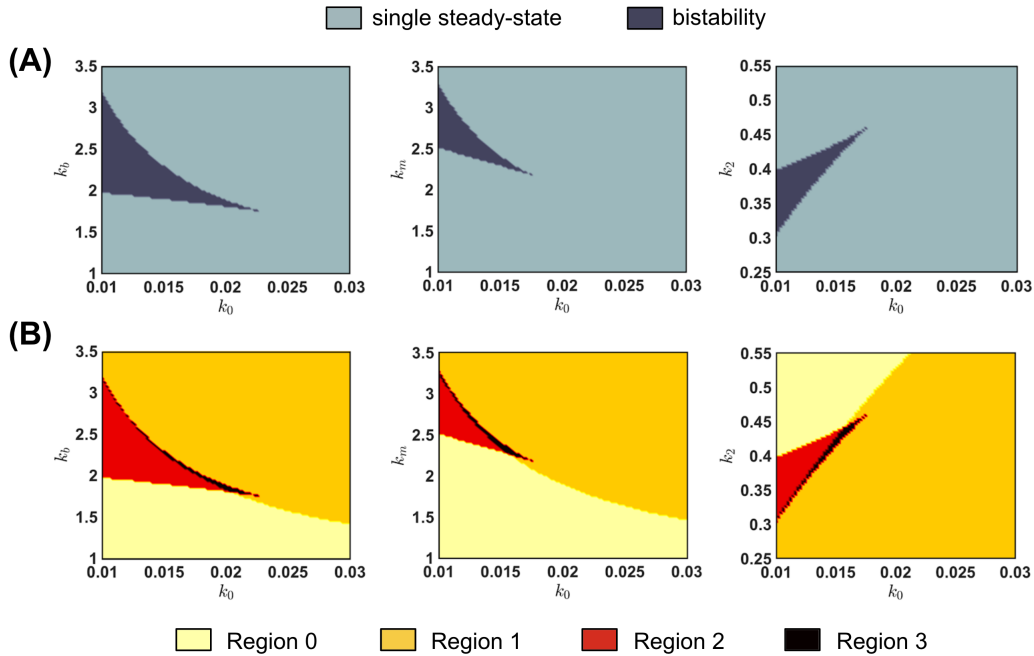 single steady-state bistability
(A)
3.5 3 2.5 2 1.5 1
k_b
0.01 0.015 0.02 0.025 0.03
k_0
3.5 3 2.5 2 1.5 1
k_m
0.01 0.015 0.02 0.025 0.03
k_0
0.55 0.5 0.45 0.4 0.35 0.3 0.25
k_2
0.01 0.015 0.02 0.025 0.03
k_0
(B)
3.5 3 2.5 2 1.5 1
k_b
0.01 0.015 0.02 0.025 0.03
k_0
3.5 3 2.5 2 1.5 1
k_m
0.01 0.015 0.02 0.025 0.03
k_0
0.55 0.5 0.45 0.4 0.35 0.3 0.25
k_2
0.01 0.015 0.02 0.025 0.03
k_0
Region 0 Region 1 Region 2 Region 3